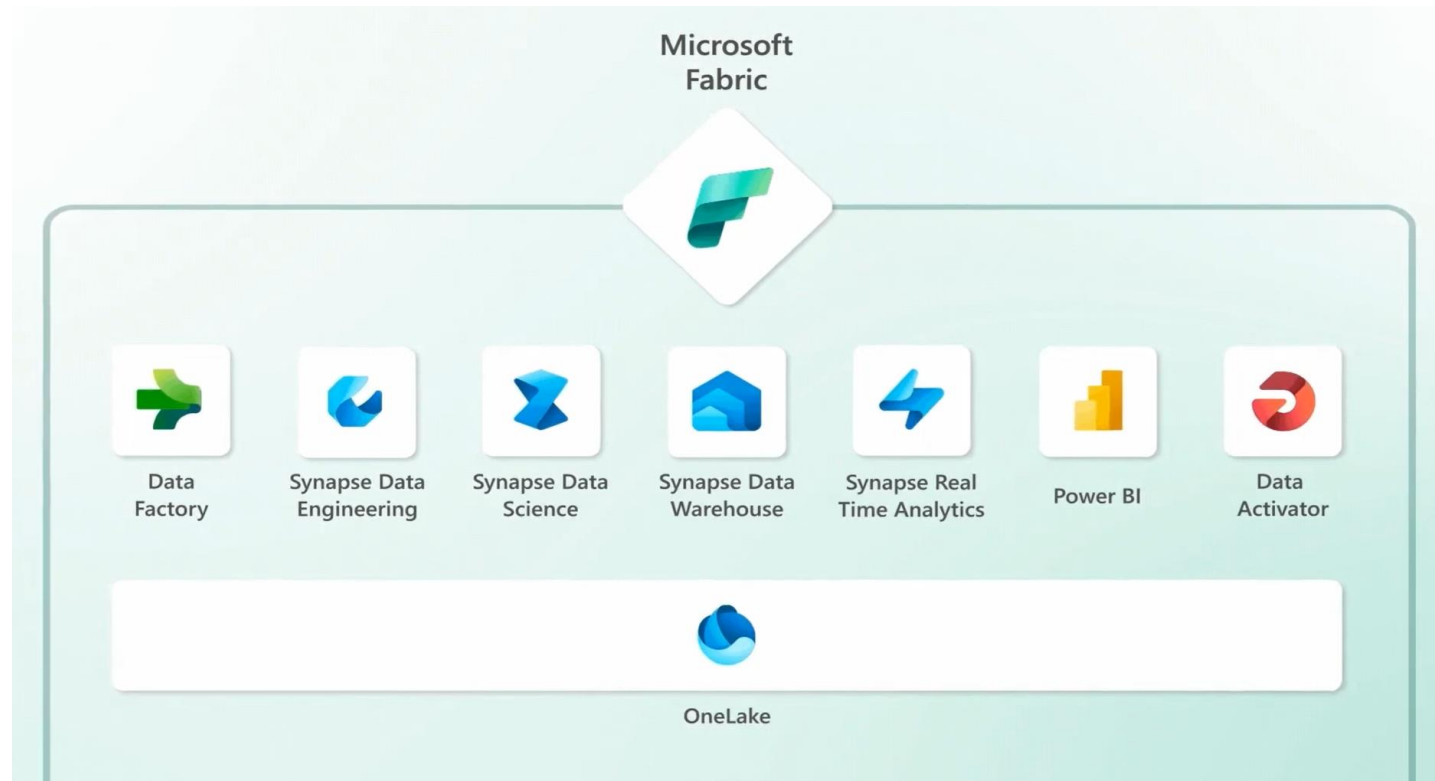 Microsoft
Fabric
Data
Factory
Synapse Data
Engineering
Synapse Data
Science
Synapse Data
Warehouse
Synapse Real
Time Analytics
Power BI
Data
Activator
OneLake